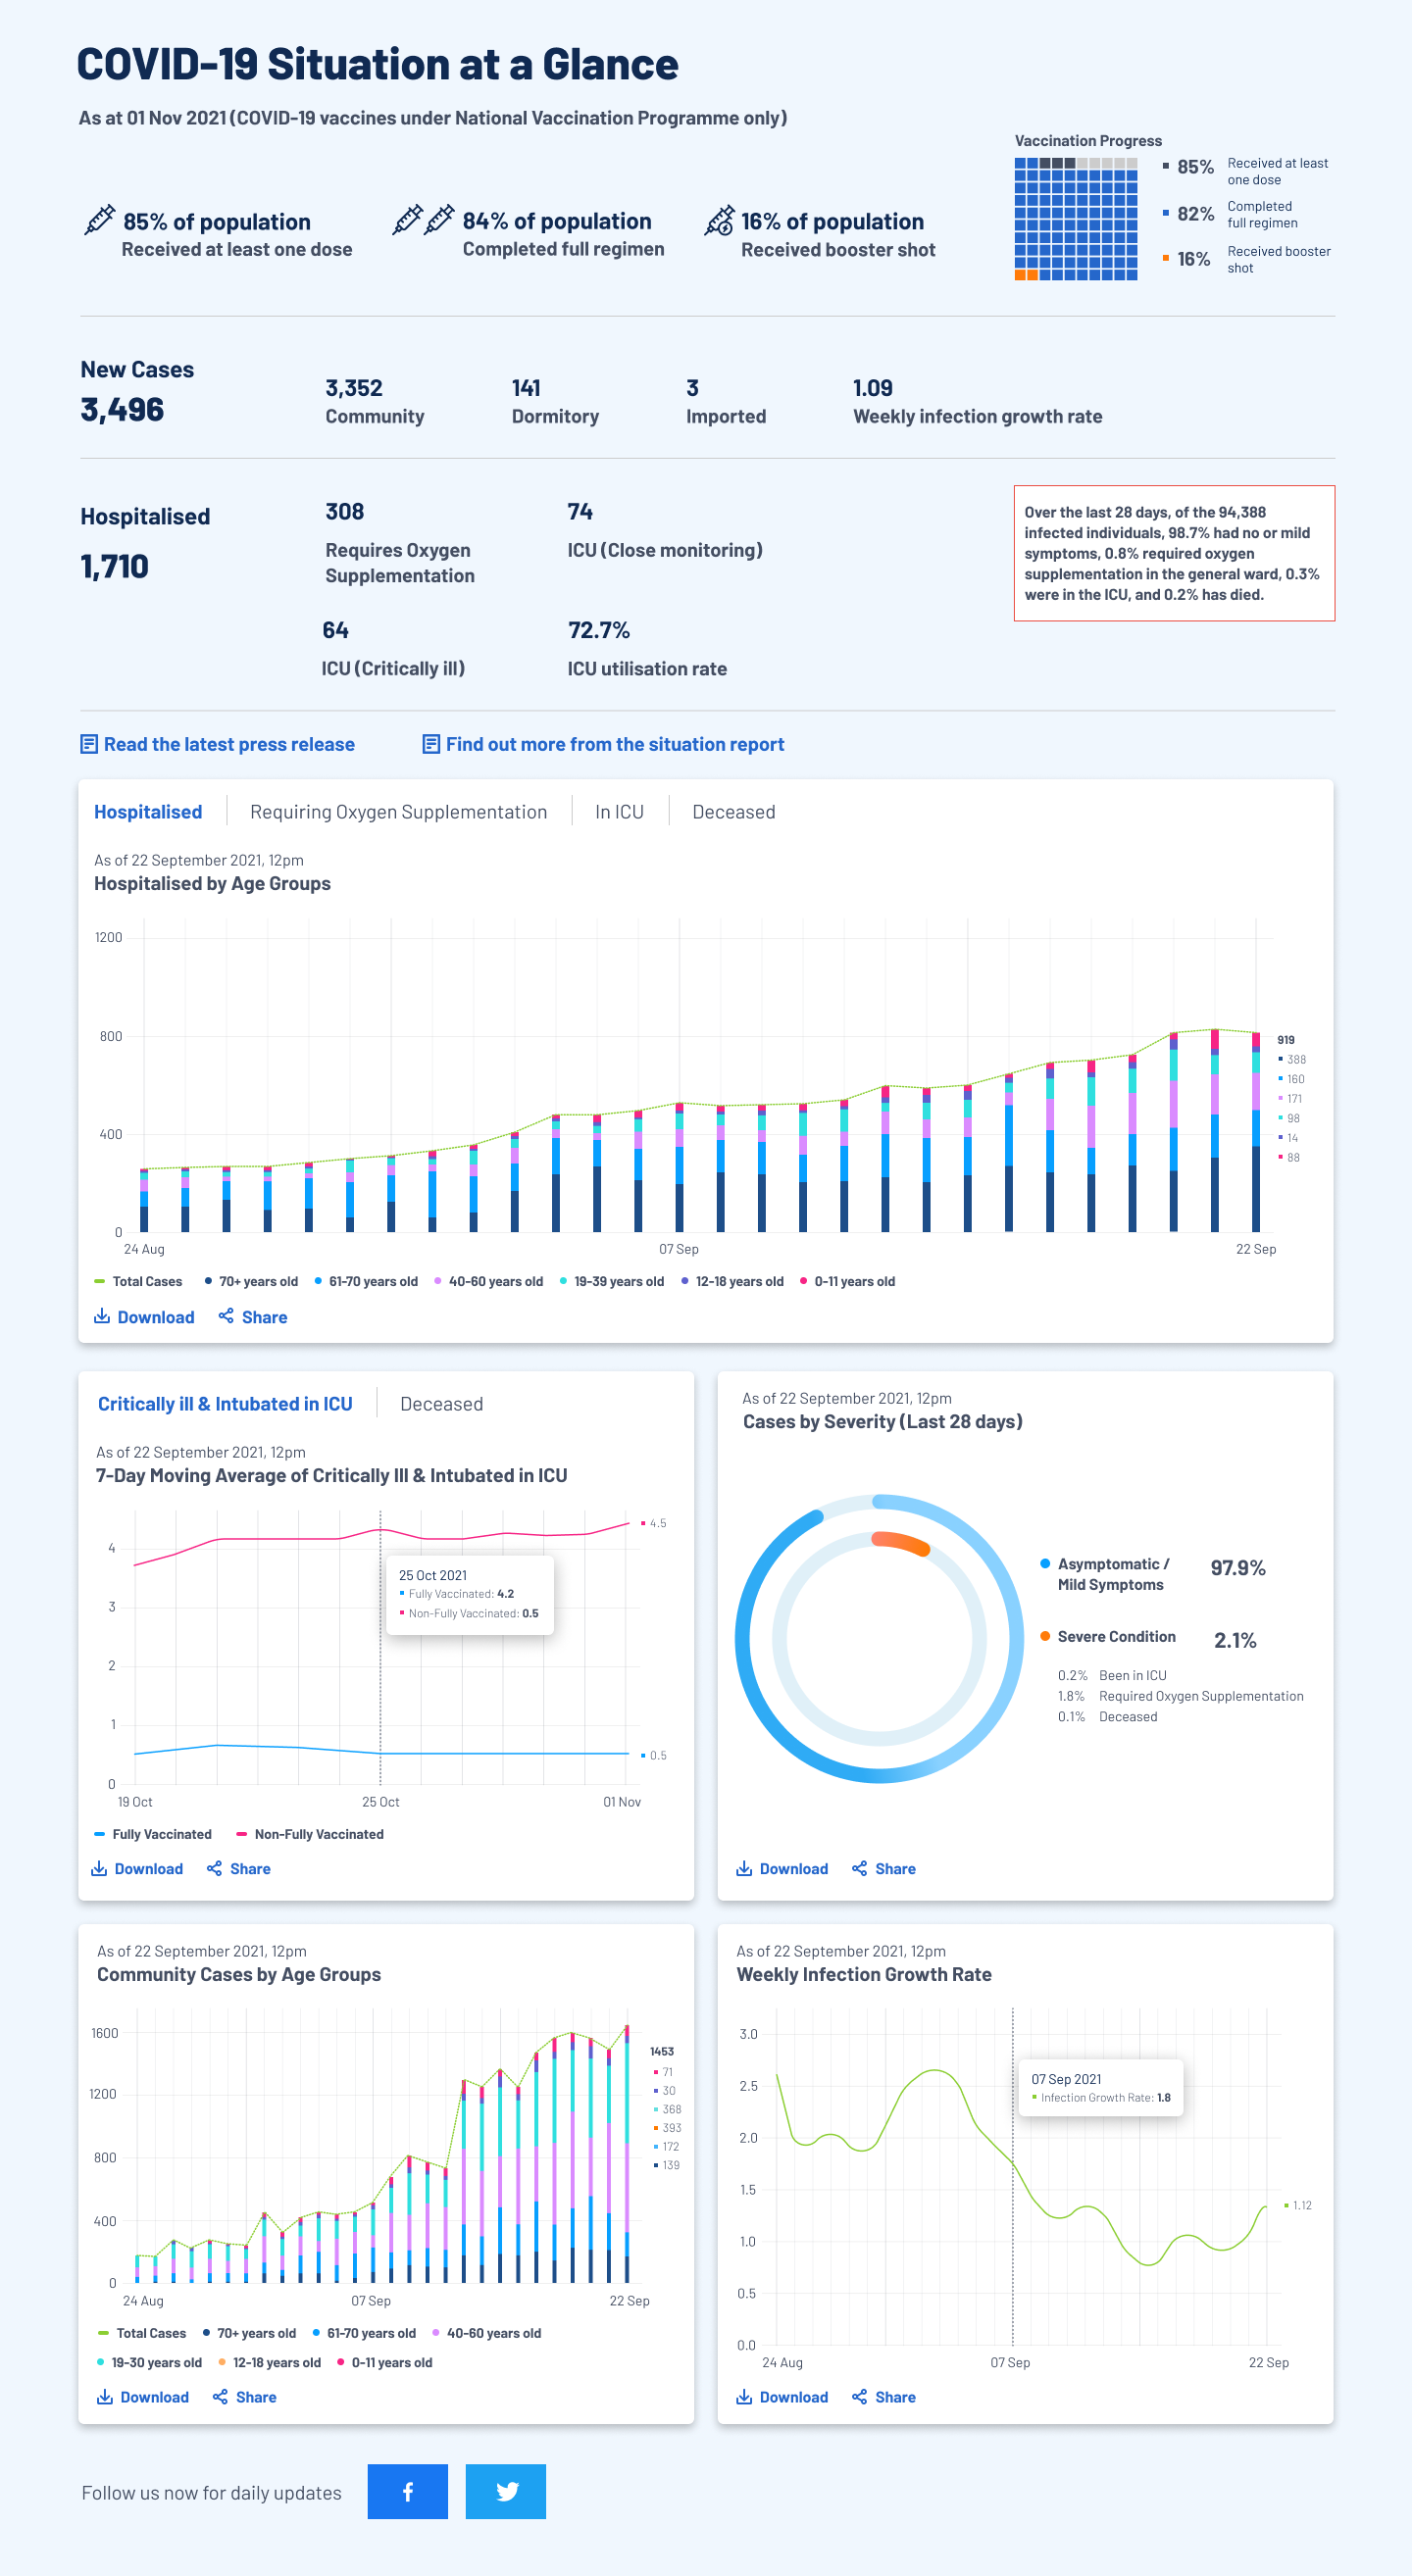 COVID-19 Situation at a Glance
As at 01 Nov 2021 (COVID-19 vaccines under National Vaccination Programme only)
85% of population
Received at least one dose
84% of population
Completed full regimen
16% of population
Received booster shot
Vaccination Progress
85% Received at least
one dose
82% Completed
full regimen
16% Received booster
shot
New Cases
3,496
3,352
Community
141
Dormitory
3
Imported
1.09
Weekly infection growth rate
Hospitalised
1,710
308
Requires Oxygen
Supplementation
74
ICU (Close monitoring)
64
ICU (Critically ill)
72.7%
ICU utilisation rate
Over the last 28 days, of the 94,388
infected individuals, 98.7% had no or mild
symptoms, 0.8% required oxygen
supplementation in the general ward, 0.3%
were in the ICU, and 0.2% has died.
Read the latest press release
Find out more from the situation report
Hospitalised
Requiring Oxygen Supplementation
In ICU
Deceased
As of 22 September 2021, 12pm
Hospitalised by Age Groups
1200
800
400
0
24 Aug
07 Sep
22 Sep
919
388
160
171
98
14
88
Total Cases
70+ years old
61-70 years old
40-60 years old
19-39 years old
12-18 years old
0-11 years old
Download
Share
Critically ill & Intubated in ICU
Deceased
As of 22 September 2021, 12pm
7-Day Moving Average of Critically Ill & Intubated in ICU
4
3
2
1
0
19 Oct
25 Oct
01 Nov
4.5
0.5
25 Oct 2021
Fully Vaccinated: 4.2
Non-Fully Vaccinated: 0.5
Fully Vaccinated
Non-Fully Vaccinated
Download
Share
As of 22 September 2021, 12pm
Cases by Severity (Last 28 days)
Asymptomatic /
Mild Symptoms
97.9%
Severe Condition
2.1%
0.2% Been in ICU
1.8% Required Oxygen Supplementation
0.1% Deceased
Download
Share
As of 22 September 2021, 12pm
Community Cases by Age Groups
1600
1200
800
400
0
24 Aug
07 Sep
22 Sep
1453
71
30
368
393
172
139
Total Cases
70+ years old
61-70 years old
40-60 years old
19-30 years old
12-18 years old
0-11 years old
Download
Share
As of 22 September 2021, 12pm
Weekly Infection Growth Rate
3.0
2.5
2.0
1.5
1.0
0.5
0.0
24 Aug
07 Sep
22 Sep
07 Sep 2021
Infection Growth Rate: 1.8
1.12
Download
Share
Follow us now for daily updates